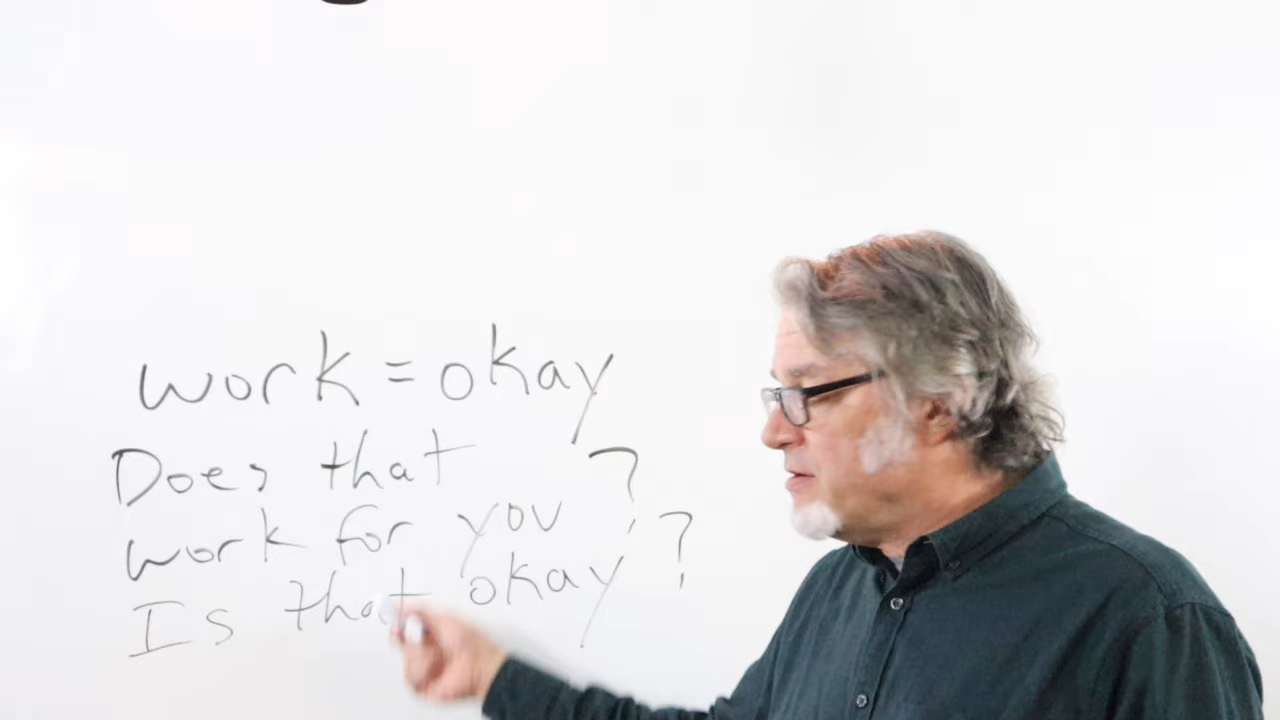 work = okay
Does that
work for you ?
Is that okay ?